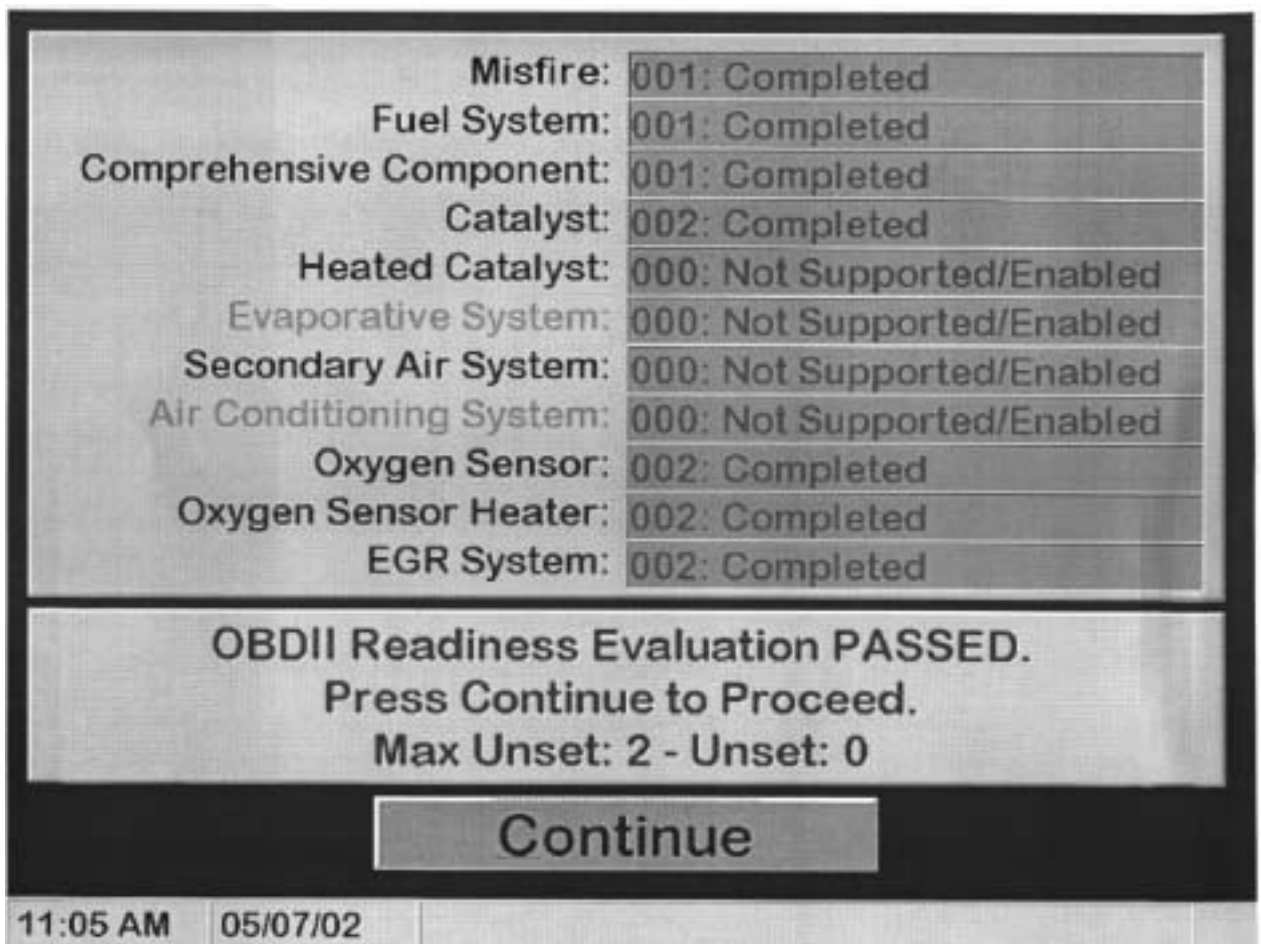 Misfire: 001: Completed
Fuel System: 001: Completed
Comprehensive Component: 001: Completed
Catalyst: 002: Completed
Heated Catalyst: 000: Not Supported/Enabled
Evaporative System: 000: Not Supported/Enabled
Secondary Air System: 000: Not Supported/Enabled
Air Conditioning System: 000: Not Supported/Enabled
Oxygen Sensor: 002: Completed
Oxygen Sensor Heater: 002: Completed
EGR System: 002: Completed
OBDII Readiness Evaluation PASSED.
Press Continue to Proceed.
Max Unset: 2 - Unset: 0
Continue
11:05 AM 05/07/02